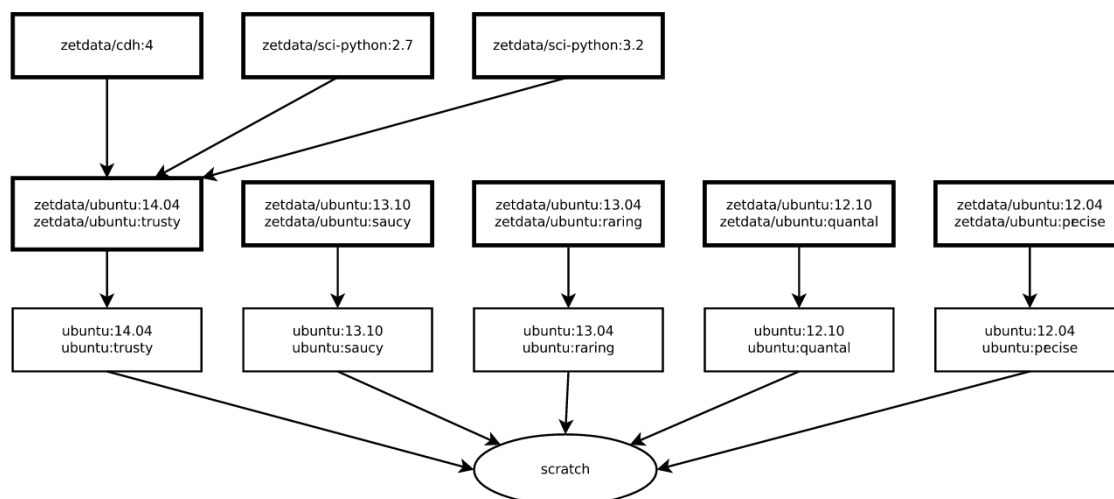 zetdata/cdh:4
zetdata/sci-python:2.7
zetdata/sci-python:3.2
zetdata/ubuntu:14.04
zetdata/ubuntu:trusty
zetdata/ubuntu:13.10
zetdata/ubuntu:saucy
zetdata/ubuntu:13.04
zetdata/ubuntu:raring
zetdata/ubuntu:12.10
zetdata/ubuntu:quantal
zetdata/ubuntu:12.04
zetdata/ubuntu:precise
ubuntu:14.04
ubuntu:trusty
ubuntu:13.10
ubuntu:saucy
ubuntu:13.04
ubuntu:raring
ubuntu:12.10
ubuntu:quantal
ubuntu:12.04
ubuntu:precise
scratch